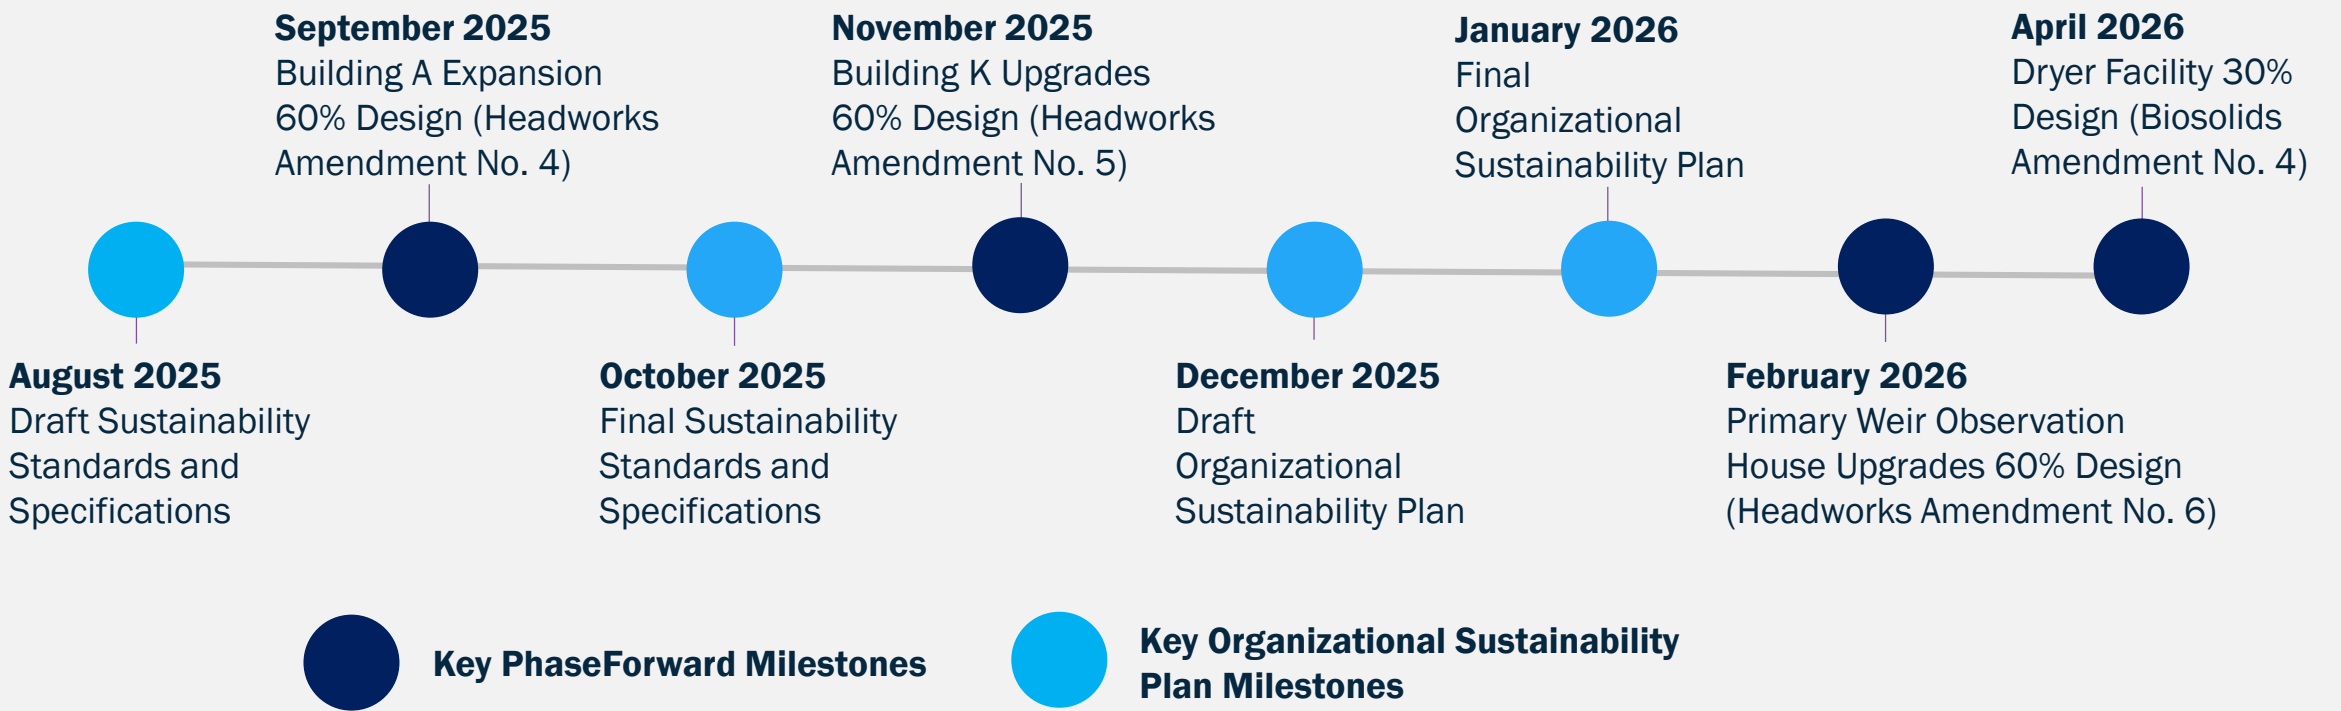 September 2025
Building A Expansion
60% Design (Headworks
Amendment No. 4)
November 2025
Building K Upgrades
60% Design (Headworks
Amendment No. 5)
January 2026
Final
Organizational
Sustainability Plan
April 2026
Dryer Facility 30%
Design (Biosolids
Amendment No. 4)
August 2025
Draft Sustainability
Standards and
Specifications
October 2025
Final Sustainability
Standards and
Specifications
December 2025
Draft
Organizational
Sustainability Plan
February 2026
Primary Weir Observation
House Upgrades 60% Design
(Headworks Amendment No. 6)
Key PhaseForward Milestones
Key Organizational Sustainability
Plan Milestones